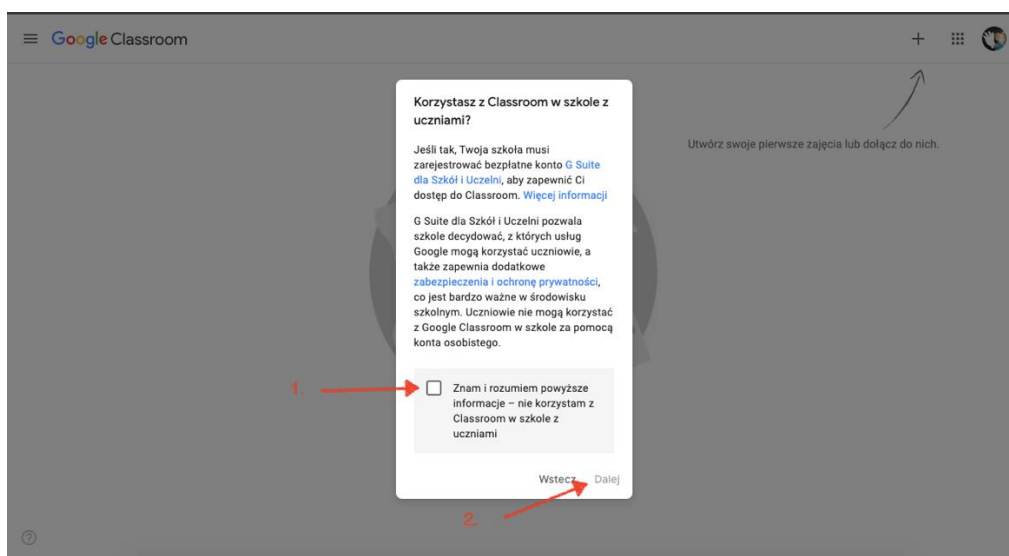 Google Classroom
Utwórz swoje pierwsze zajęcia lub dołącz do nich.
Korzystasz z Classroom w szkole z
uczniami?
Jeśli tak, Twoja szkoła musi
zarejestrować bezpłatne konto G Suite
dla Szkół i Uczelni, aby zapewnić Ci
dostęp do Classroom. Więcej informacji
G Suite dla Szkół i Uczelni pozwala
szkole decydować, z których usług
Google mogą korzystać uczniowie, a
także zapewnia dodatkowe
zabezpieczenia i ochronę prywatności,
co jest bardzo ważne w środowisku
szkolnym. Uczniowie nie mogą korzystać
z Google Classroom w szkole za pomocą
konta osobistego.
1.
Znam i rozumiem powyższe
informacje – nie korzystam z
Classroom w szkole z
uczniami
Wstecz Dalej
2.